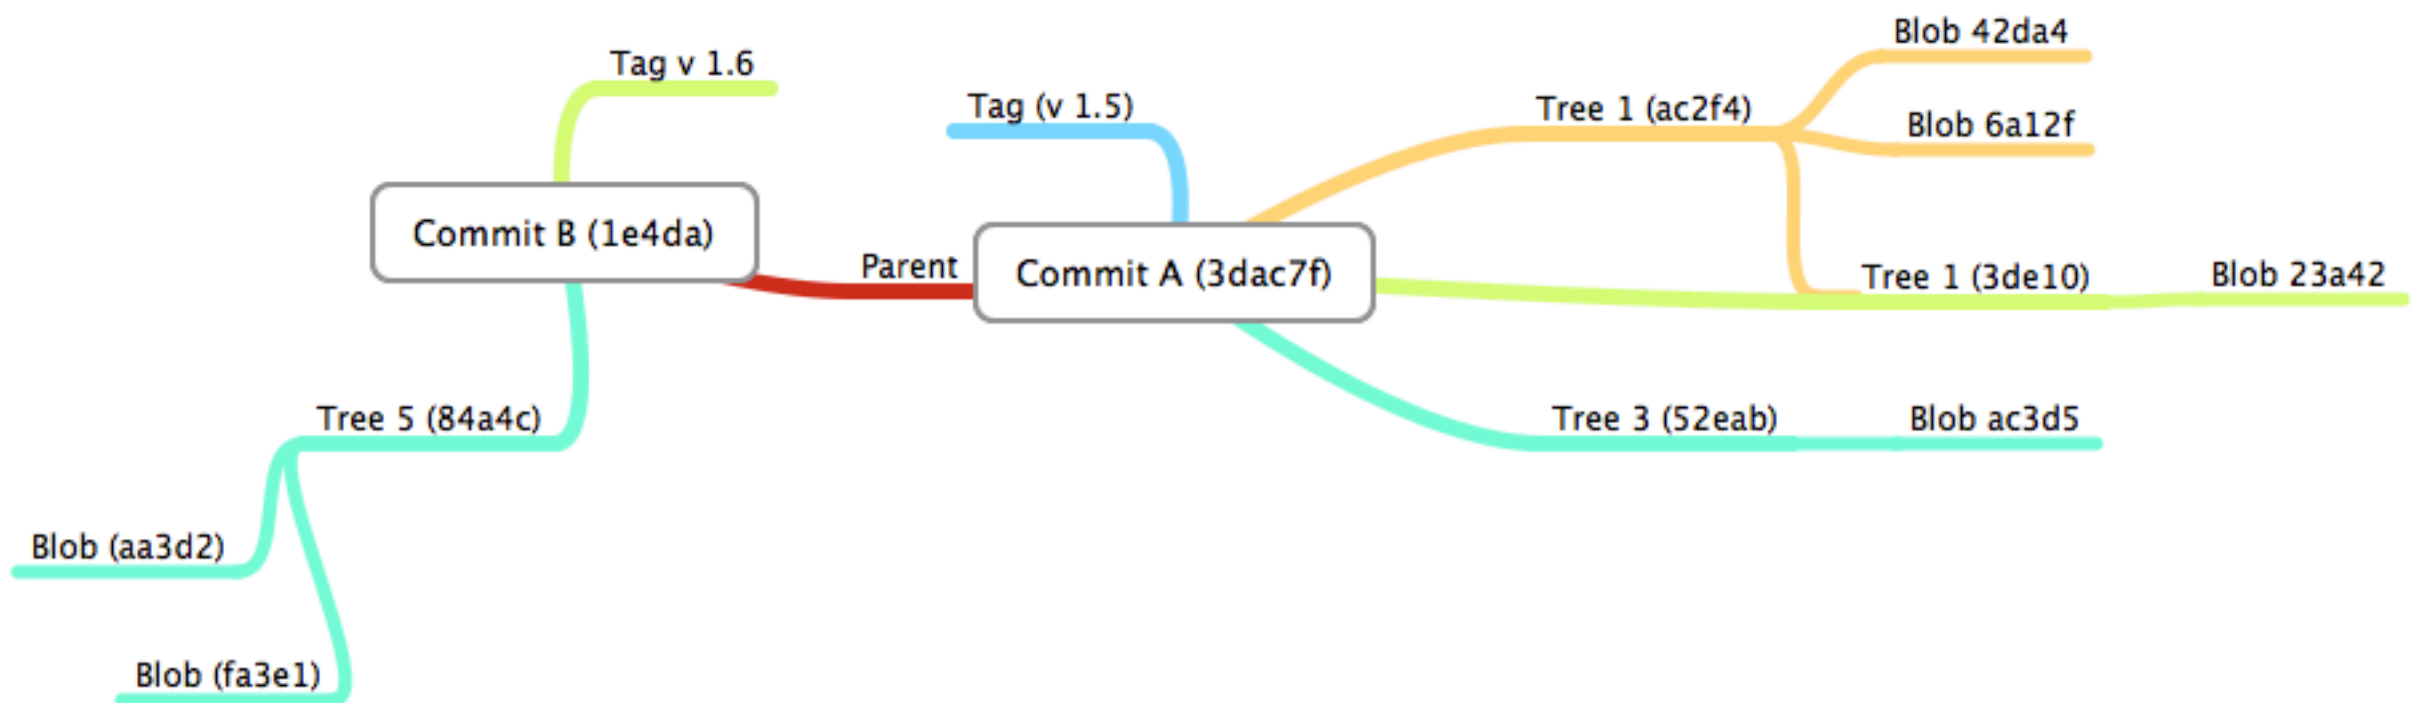 Blob 42da4
Tag v 1.6
Tag (v 1.5)
Tree 1 (ac2f4)
Blob 6a12f
Commit B (1e4da)
Parent
Commit A (3dac7f)
Tree 1 (3de10)
Blob 23a42
Tree 5 (84a4c)
Tree 3 (52eab)
Blob ac3d5
Blob (aa3d2)
Blob (fa3e1)